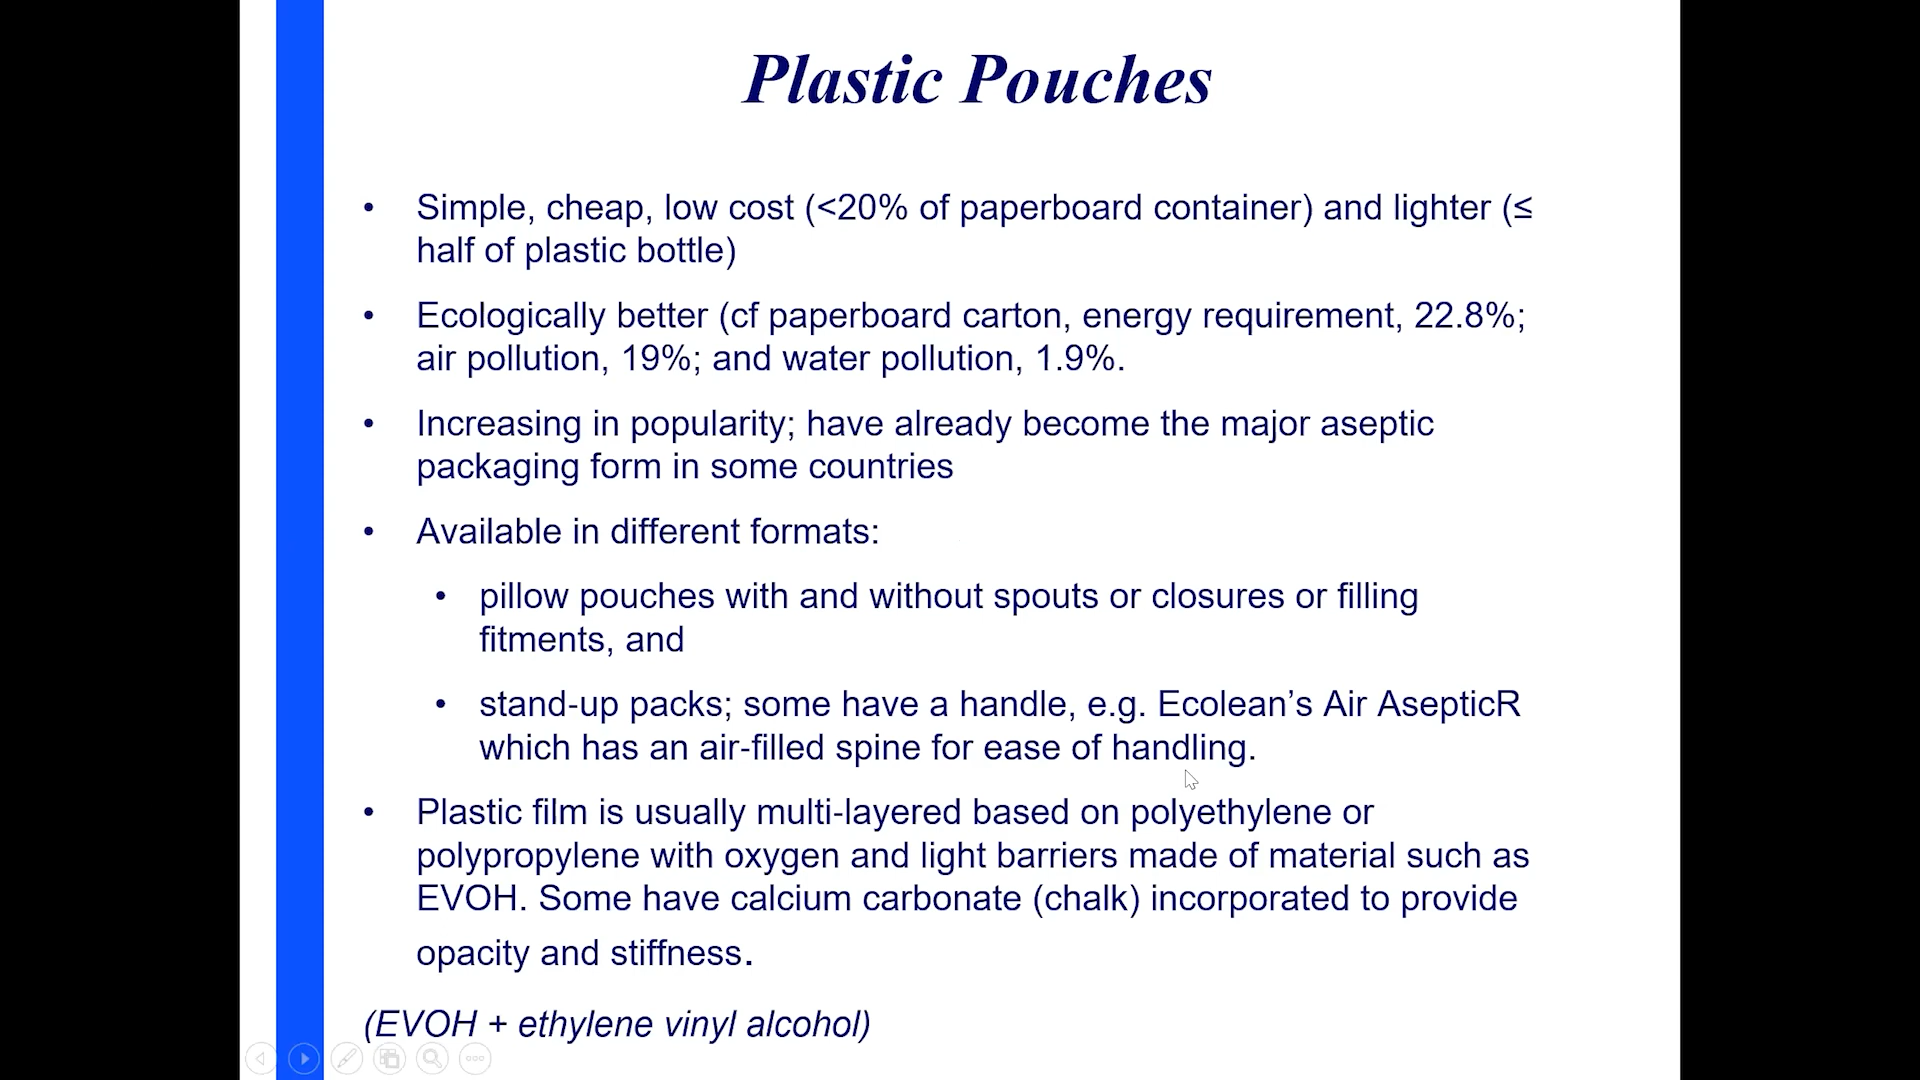 Plastic Pouches
• Simple, cheap, low cost (<20% of paperboard container) and lighter (≤
half of plastic bottle)
• Ecologically better (cf paperboard carton, energy requirement, 22.8%;
air pollution, 19%; and water pollution, 1.9%.
• Increasing in popularity; have already become the major aseptic
packaging form in some countries
• Available in different formats:
• pillow pouches with and without spouts or closures or filling
fitments, and
• stand-up packs; some have a handle, e.g. Ecolean’s Air AsepticR
which has an air-filled spine for ease of handling.
• Plastic film is usually multi-layered based on polyethylene or
polypropylene with oxygen and light barriers made of material such as
EVOH. Some have calcium carbonate (chalk) incorporated to provide
opacity and stiffness.
(EVOH + ethylene vinyl alcohol)